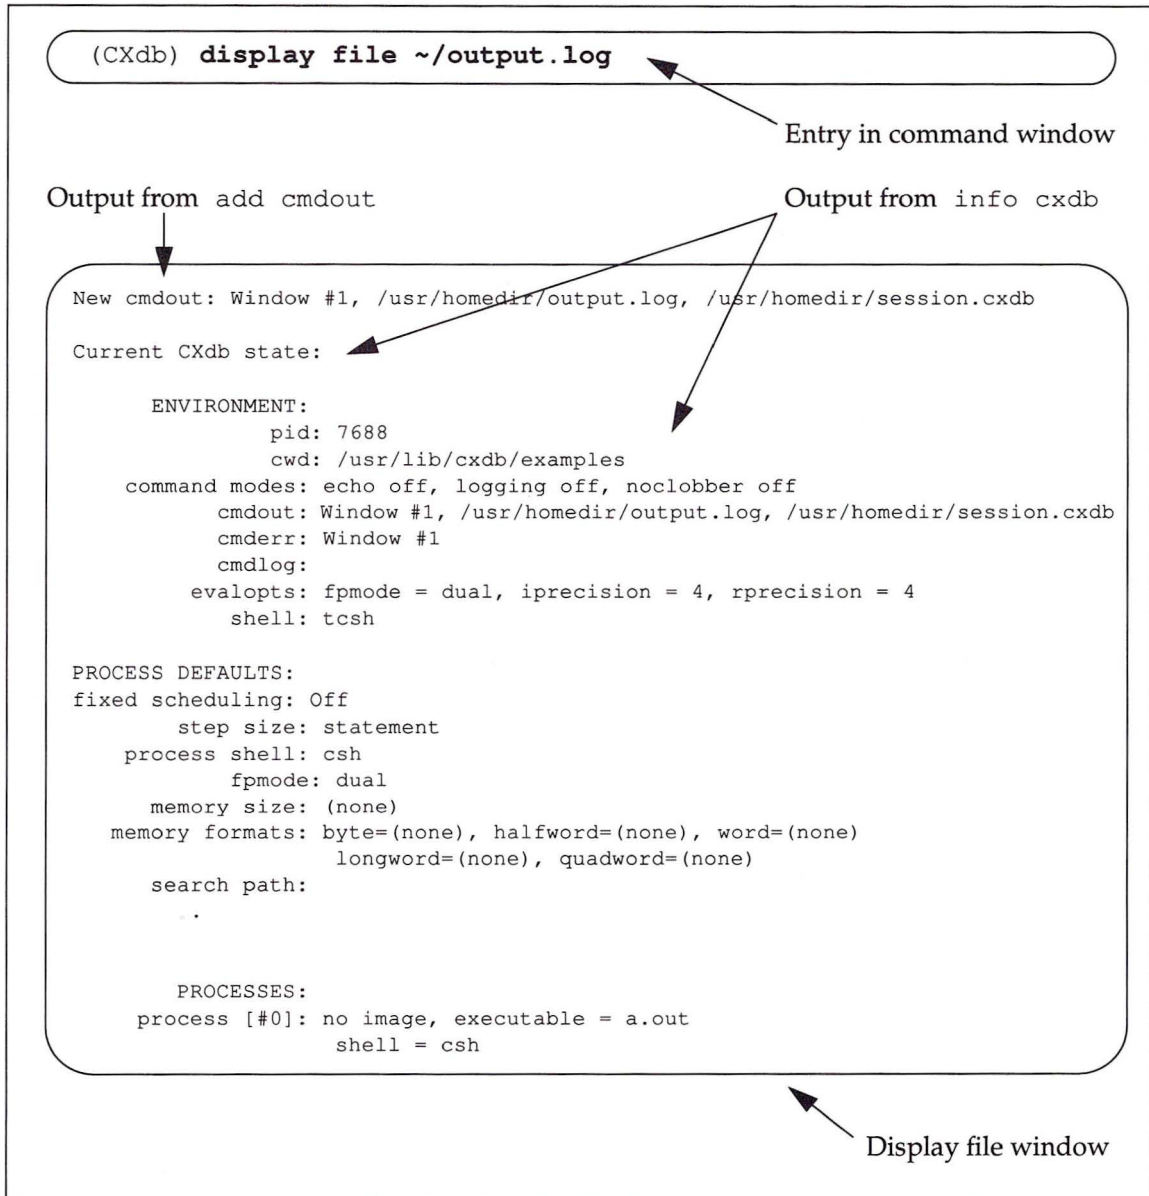 (CXdb) display file ~/output.log
Entry in command window
Output from add cmdout
Output from info cxdb
New cmdout: Window #1, /usr/homedir/output.log, /usr/homedir/session.cxdb
Current CXdb state:
ENVIRONMENT:
pid: 7688
cwd: /usr/lib/cxdb/examples
command modes: echo off, logging off, noclobber off
cmdout: Window #1, /usr/homedir/output.log, /usr/homedir/session.cxdb
cmderr: Window #1
cmdlog:
evalopts: fpmode = dual, iprecision = 4, rprecision = 4
shell: tcsh
PROCESS DEFAULTS:
fixed scheduling: Off
step size: statement
process shell: csh
fpmode: dual
memory size: (none)
memory formats: byte=(none), halfword=(none), word=(none)
longword=(none), quadword=(none)
search path:
.
PROCESSES:
process [#0]: no image, executable = a.out
shell = csh
Display file window